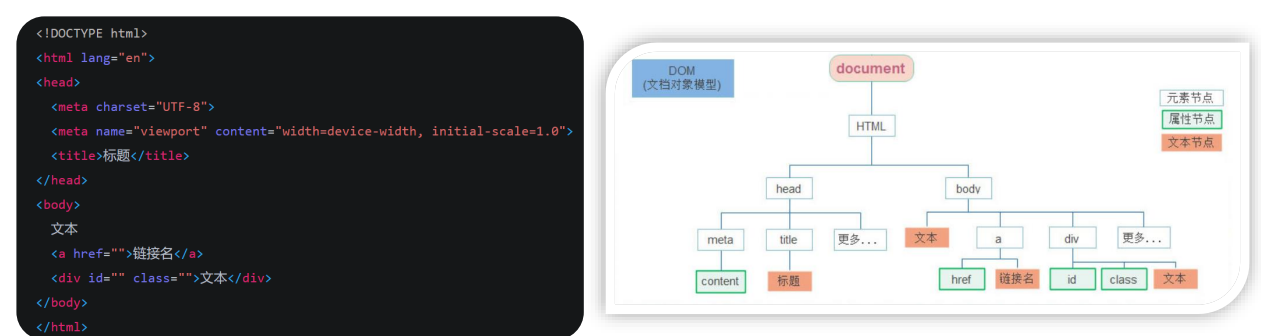 <!DOCTYPE html>
<html lang="en">
<head>
<meta charset="UTF-8">
<meta name="viewport" content="width=device-width, initial-scale=1.0">
<title>标题</title>
</head>
<body>
文本
<a href="">链接名</a>
<div id="" class="">文本</div>
</body>
</html>
DOM
(文档对象模型)
document
元素节点
属性节点
文本节点
HTML
head
body
meta
title
更多...
文本
a
div
更多...
content
标题
href
链接名
id
class
文本